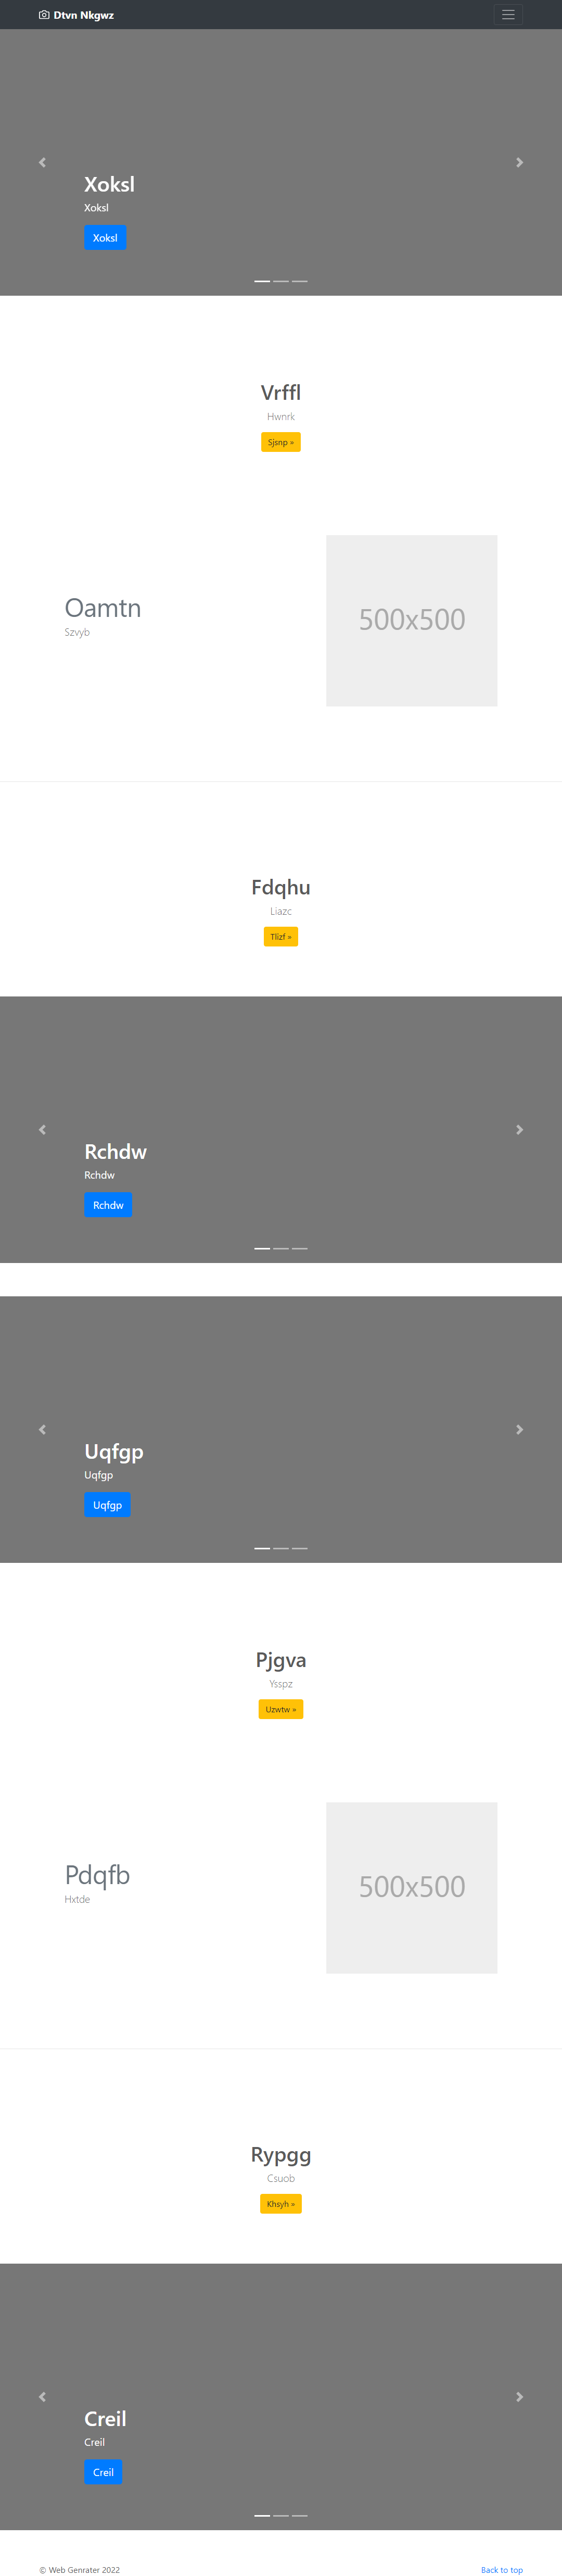 Dtvn Nkgwz
Xoksl
Xoksl
Xoksl
Vrffl
Hwnrk
Sjsnp »
Oamtn
Szvyb
500x500
Fdqhu
Liazc
Tlizf »
Rchdw
Rchdw
Rchdw
Uqfgp
Uqfgp
Uqfgp
Pjgva
Ysspz
Uzwtw »
Pdqfb
Hxtde
500x500
Rypgg
Csuob
Khsyh »
Creil
Creil
Creil
© Web Genrater 2022
Back to top